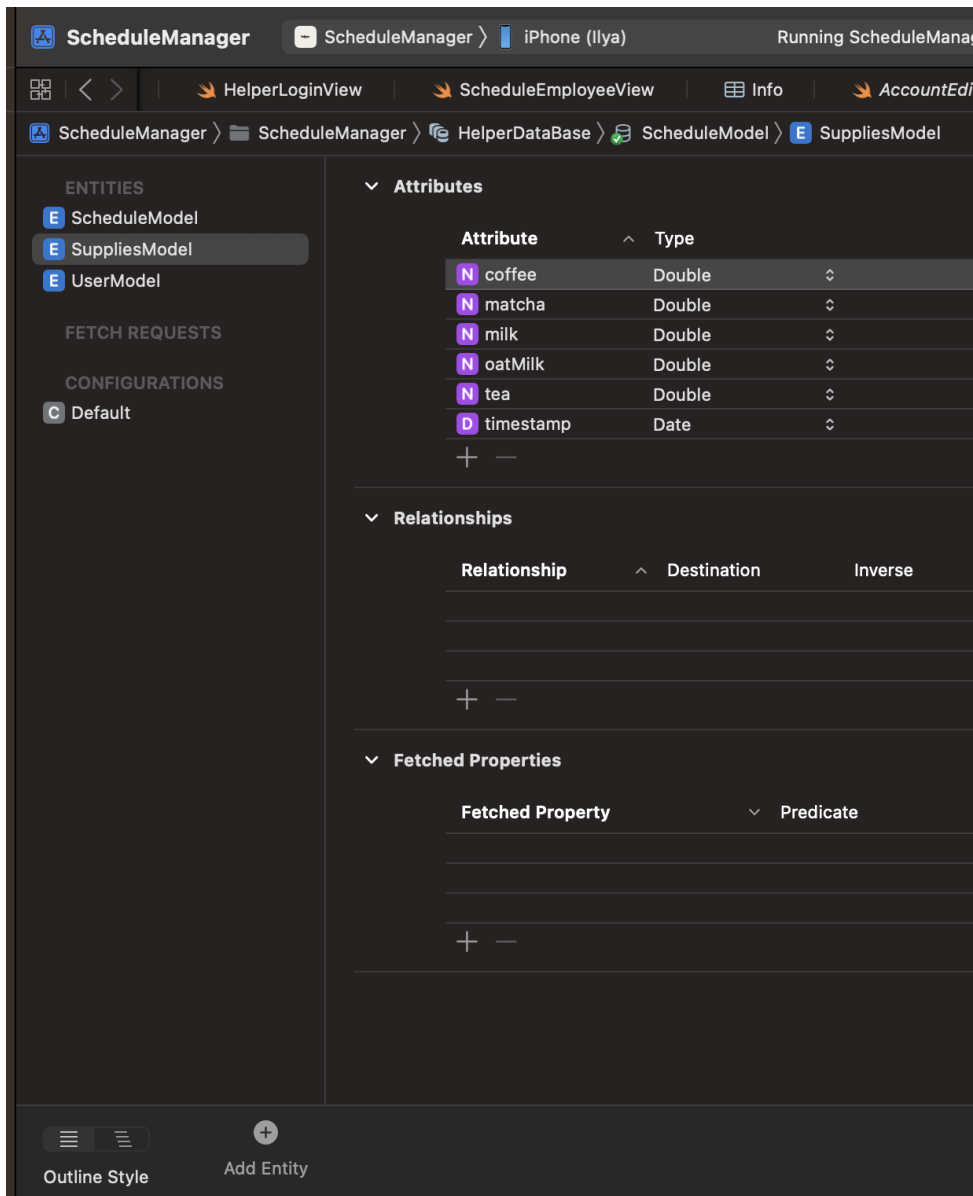 ScheduleManager ScheduleManager iPhone (Ilya) Running ScheduleMana
HelperLoginView ScheduleEmployeeView Info AccountEdi
ScheduleManager ScheduleManager HelperDataBase ScheduleModel E SuppliesModel
ENTITIES
E ScheduleModel
E SuppliesModel
E UserModel
FETCH REQUESTS
CONFIGURATIONS
C Default
Attributes
Attribute Type
N coffee Double
N matcha Double
N milk Double
N oatMilk Double
N tea Double
D timestamp Date
Relationships
Relationship Destination Inverse
Fetched Properties
Fetched Property Predicate
Outline Style
Add Entity